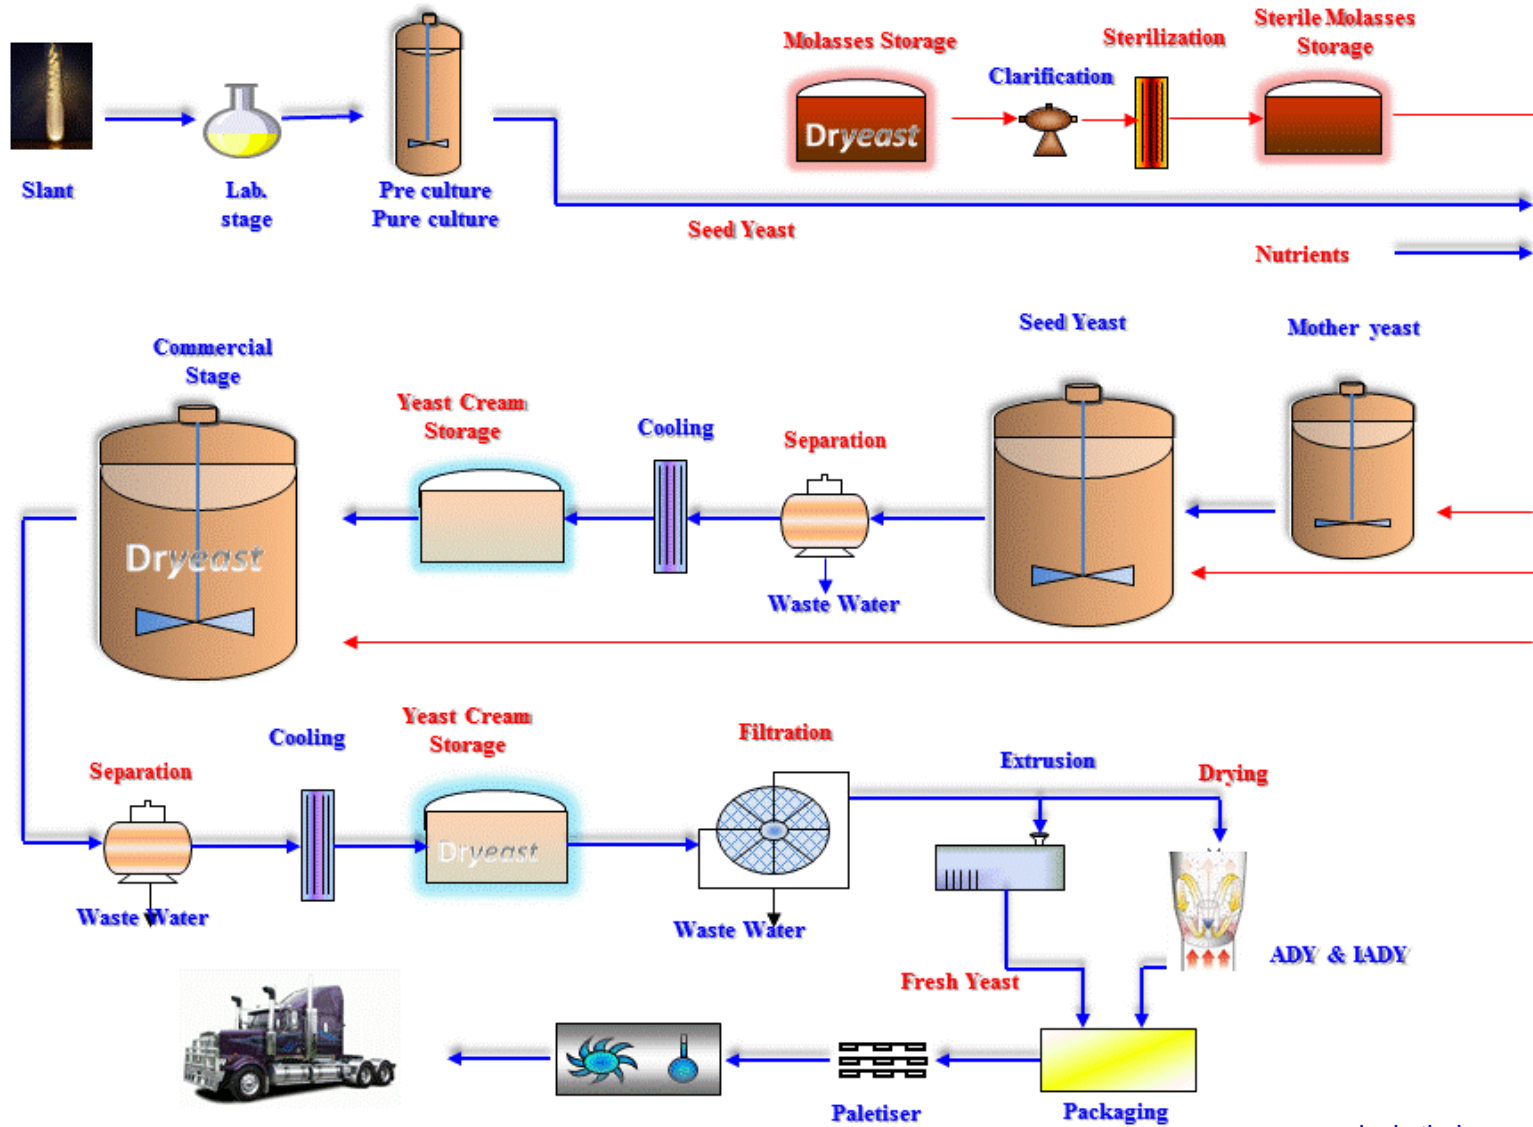 Slant
Lab.
stage
Pre culture
Pure culture
Molasses Storage
Dryeast
Clarification
Sterilization
Sterile Molasses
Storage
Seed Yeast
Nutrients
Commercial
Stage
Dryeast
Yeast Cream
Storage
Cooling
Separation
Waste Water
Seed Yeast
Mother yeast
Separation
Waste Water
Cooling
Yeast Cream
Storage
Dryeast
Filtration
Waste Water
Extrusion
Drying
ADY & IADY
Fresh Yeast
Packaging
Paletiser